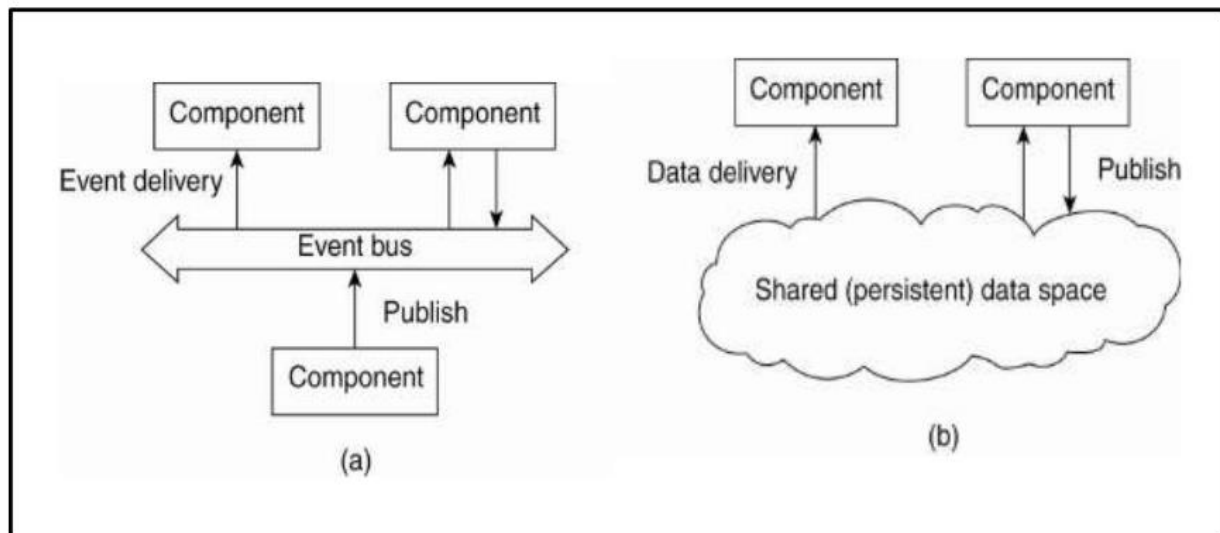 Component
Component
Event delivery
Event bus
Publish
Component
(a)
Component
Component
Data delivery
Publish
Shared (persistent) data space
(b)